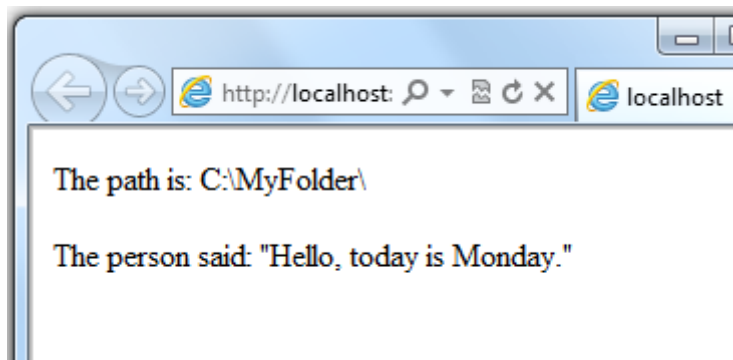 http://localhost: localhost
The path is: C:\MyFolder\
The person said: "Hello, today is Monday."